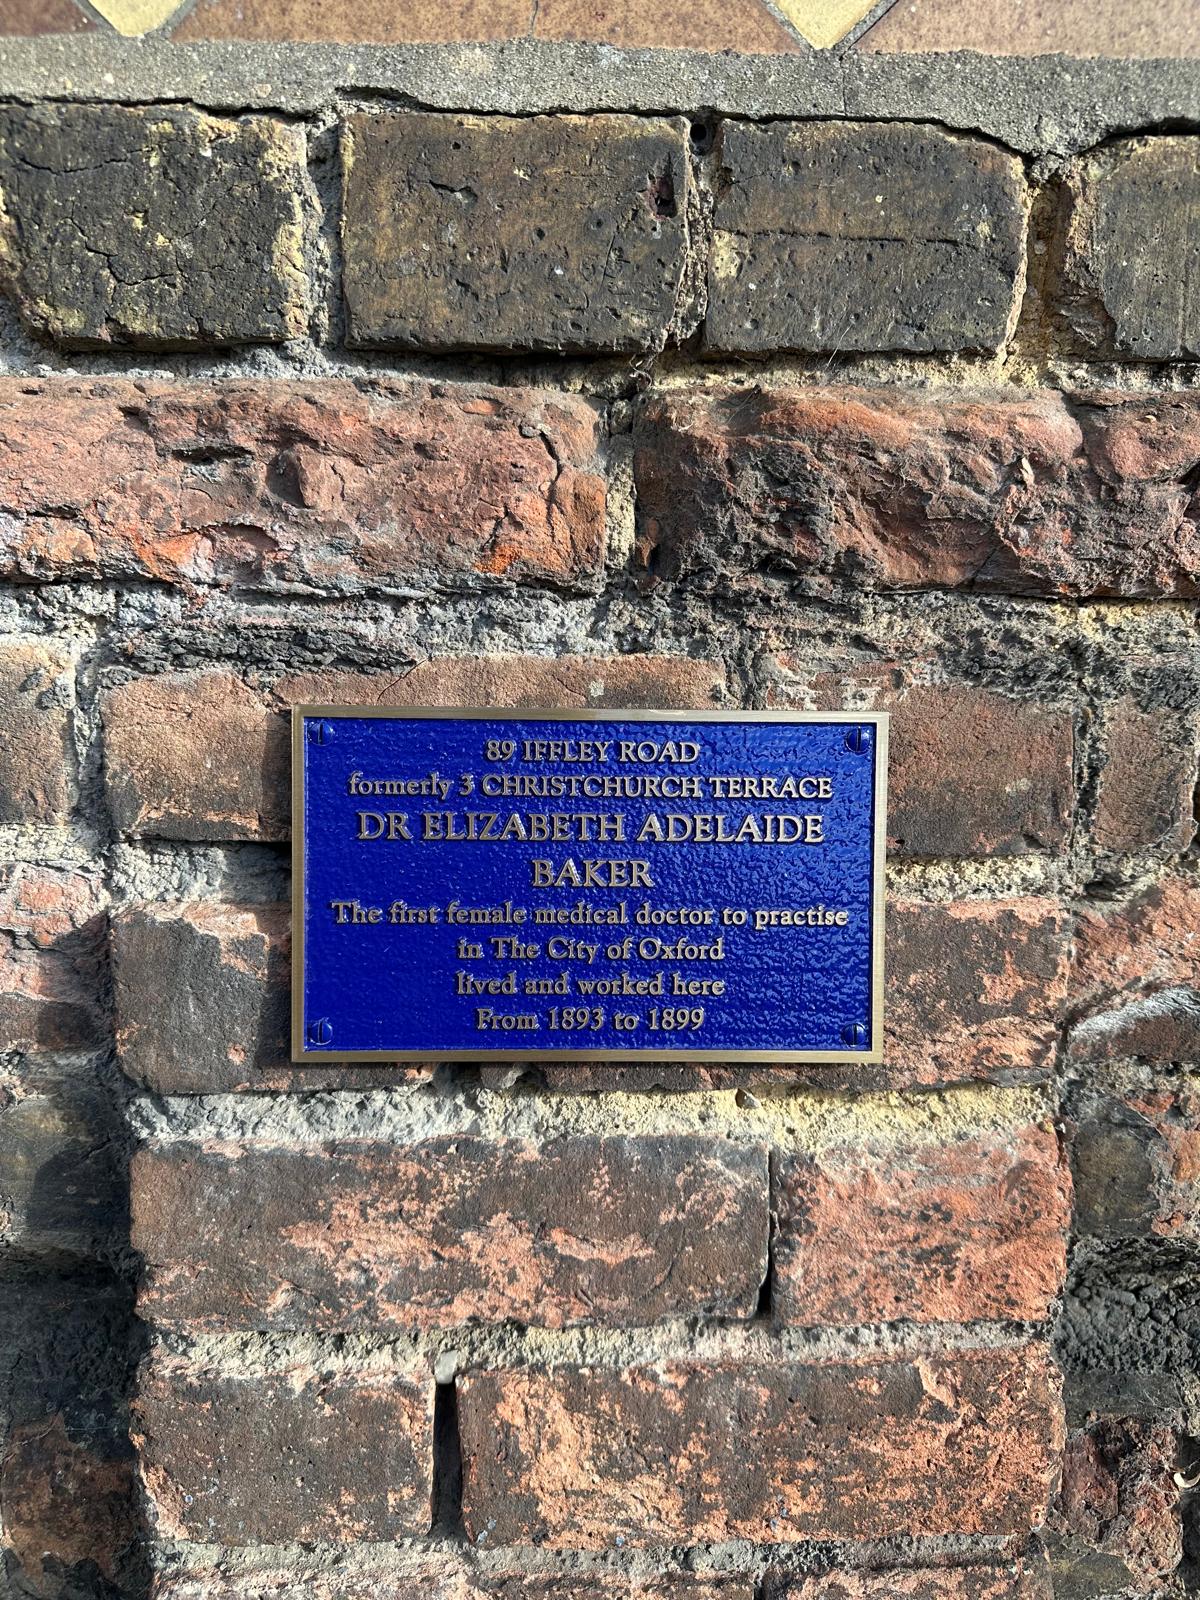 89 IFFLEY ROAD
formerly 3 CHRISTCHURCH TERRACE
DR ELIZABETH ADELAIDE
BAKER
The first female medical doctor to practise
in The City of Oxford
lived and worked here
From 1893 to 1899